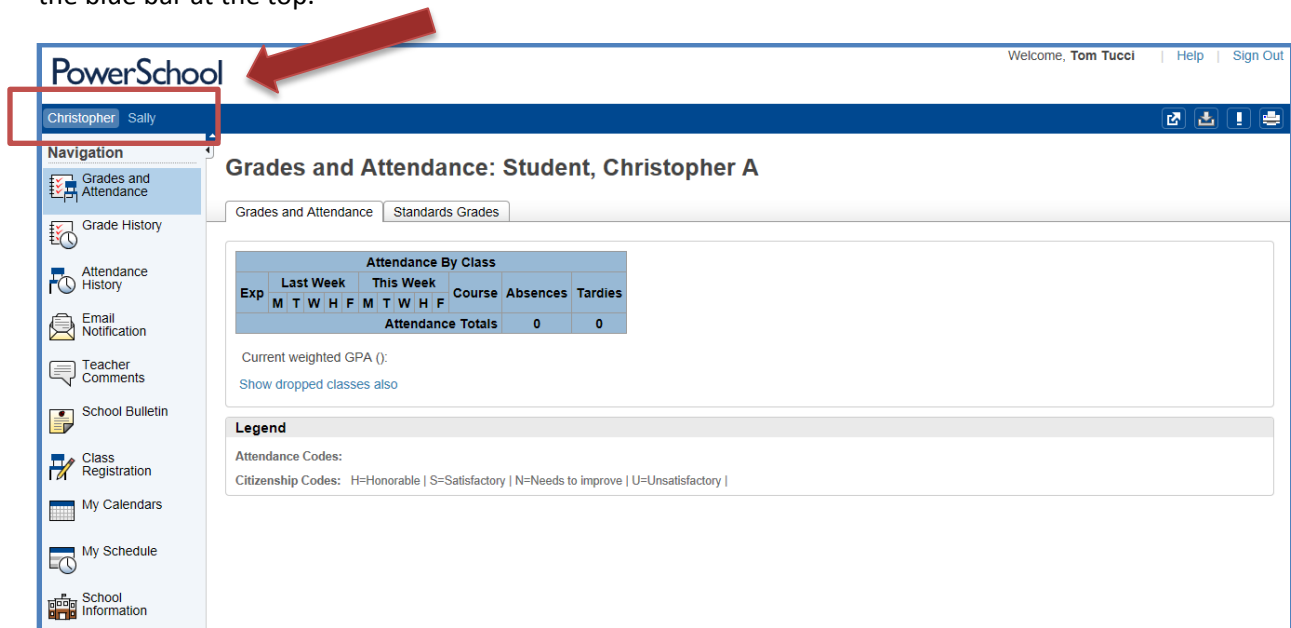 the blue bar at the top.
PowerSchool
Welcome, Tom Tucci | Help | Sign Out
Christopher Sally
Navigation
Grades and
Attendance
Grade History
Attendance
History
Email
Notification
Teacher
Comments
School Bulletin
Class
Registration
My Calendars
My Schedule
School
Information
Grades and Attendance: Student, Christopher A
Grades and Attendance Standards Grades
Attendance By Class
Exp Last Week This Week Course Absences Tardies
M T W H F M T W H F
Attendance Totals 0 0
Current weighted GPA ():
Show dropped classes also
Legend
Attendance Codes:
Citizenship Codes: H=Honorable | S=Satisfactory | N=Needs to improve | U=Unsatisfactory |